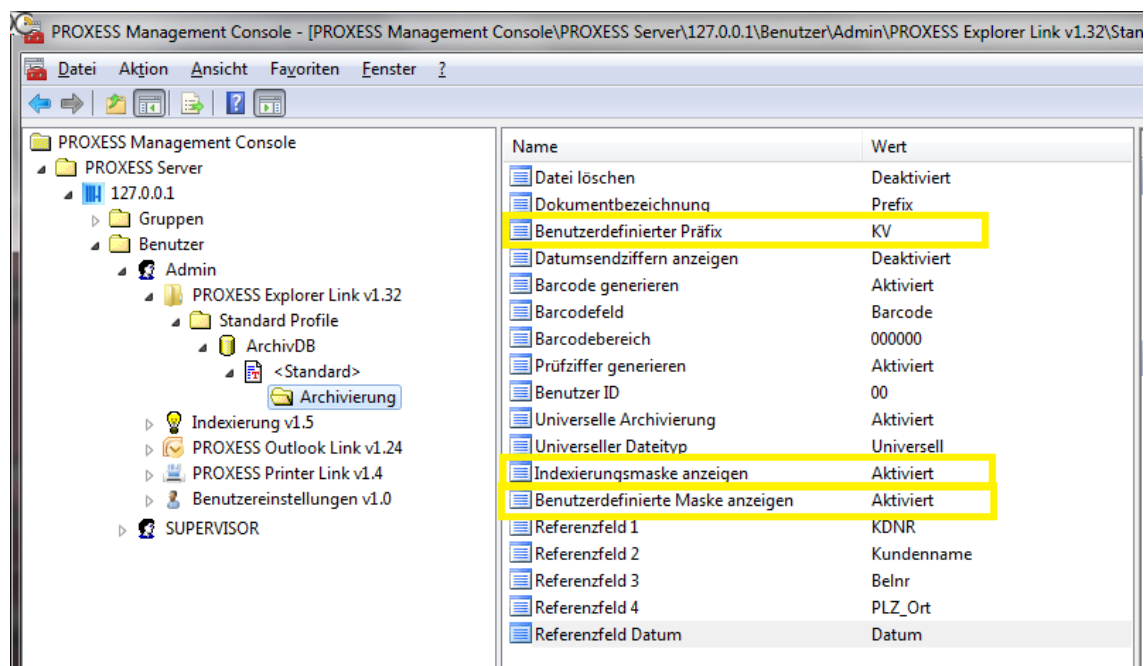 PROXESS Management Console - [PROXESS Management Console\PROXESS Server\127.0.0.1\Benutzer\Admin\PROXESS Explorer Link v1.32\Stan
Datei Aktion Ansicht Favoriten Fenster ?
PROXESS Management Console
PROXESS Server
127.0.0.1
Gruppen
Benutzer
Admin
PROXESS Explorer Link v1.32
Standard Profile
ArchivDB
<Standard>
Archivierung
Indexierung v1.5
PROXESS Outlook Link v1.24
PROXESS Printer Link v1.4
Benutzereinstellungen v1.0
SUPERVISOR
Name Wert
Datei löschen Deaktiviert
Dokumentbezeichnung Prefix
Benutzerdefinierter Präfix KV
Datumsendziffern anzeigen Deaktiviert
Barcode generieren Aktiviert
Barcodefeld Barcode
Barcodebereich 000000
Prüfziffer generieren Aktiviert
Benutzer ID 00
Universelle Archivierung Aktiviert
Universeller Dateityp Universell
Indexierungsmaske anzeigen Aktiviert
Benutzerdefinierte Maske anzeigen Aktiviert
Referenzfeld 1 KDNR
Referenzfeld 2 Kundenname
Referenzfeld 3 Belnr
Referenzfeld 4 PLZ_Ort
Referenzfeld Datum Datum